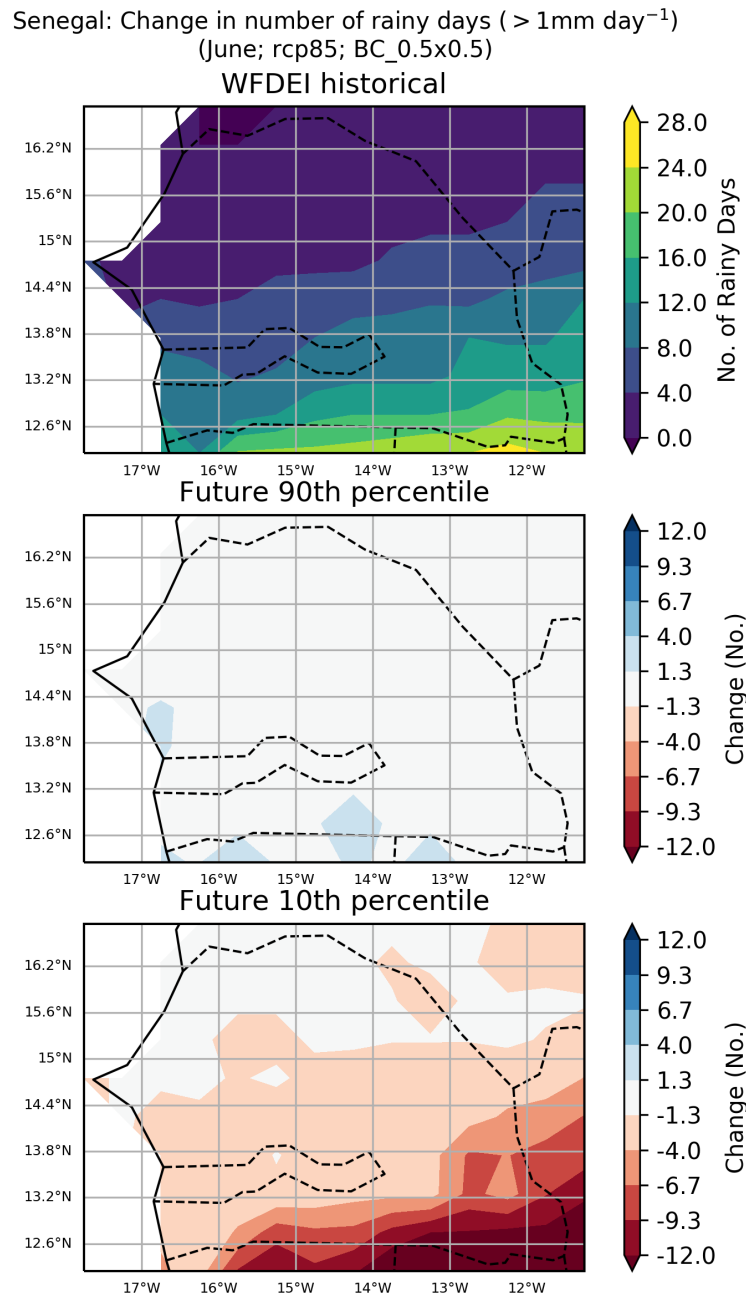 Senegal: Change in number of rainy days (>1mm day⁻¹)
(June; rcp85; BC_0.5x0.5)
WFDEI historical
16.2°N
15.6°N
15°N
14.4°N
13.8°N
13.2°N
12.6°N
17°W 16°W 15°W 14°W 13°W 12°W
28.0
24.0
20.0
16.0
12.0
8.0
4.0
0.0
No. of Rainy Days
Future 90th percentile
16.2°N
15.6°N
15°N
14.4°N
13.8°N
13.2°N
12.6°N
17°W 16°W 15°W 14°W 13°W 12°W
12.0
9.3
6.7
4.0
1.3
-1.3
-4.0
-6.7
-9.3
-12.0
Change (No.)
Future 10th percentile
16.2°N
15.6°N
15°N
14.4°N
13.8°N
13.2°N
12.6°N
17°W 16°W 15°W 14°W 13°W 12°W
12.0
9.3
6.7
4.0
1.3
-1.3
-4.0
-6.7
-9.3
-12.0
Change (No.)